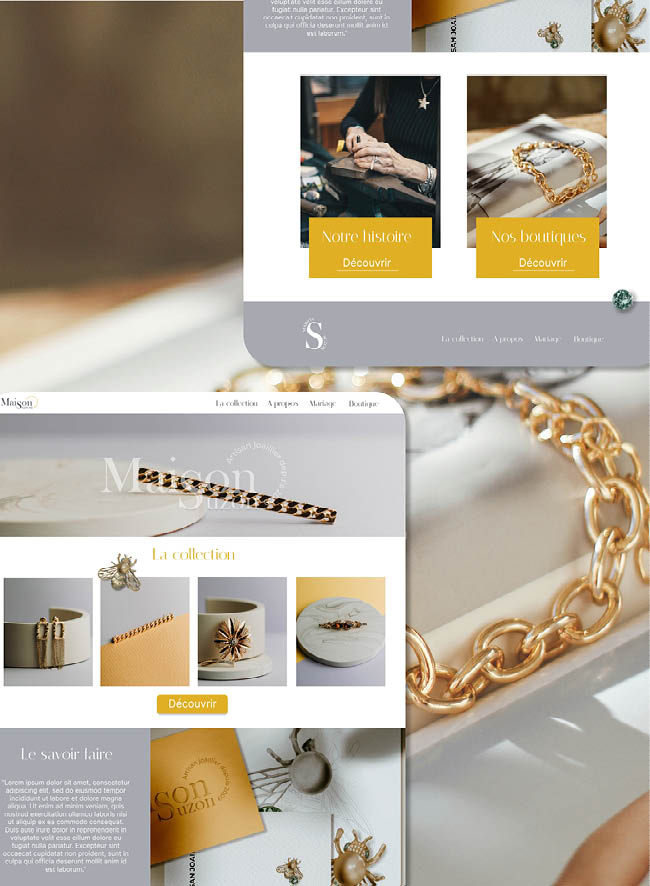 voluptate velit esse cillum dolore eu
fugiat nulla pariatur. Excepteur sint
occaecat cupidatat non proident, sunt in
culpa qui officia deserunt mollit anim id
est laborum."
SAN JOAI
Notre histoire
Découvrir
Nos boutiques
Découvrir
S
La collection
A propos
Mariage
Boutique
Maison
La collection
A propos
Mariage
Boutique
Maison
Suzon
Artisan joaillier depuis
La collection
Découvrir
Le savoir faire
"Lorem ipsum dolor sit amet, consectetur
adipiscing elit, sed do eiusmod tempor
incididunt ut labore et dolore magna
aliqua. Ut enim ad minim veniam, quis
nostrud exercitation ullamco laboris nisi
ut aliquip ex ea commodo consequat.
Duis aute irure dolor in reprehenderit in
voluptate velit esse cillum dolore eu
fugiat nulla pariatur. Excepteur sint
occaecat cupidatat non proident, sunt in
culpa qui officia deserunt mollit anim id
est laborum."
Artisan joaillier depuis
son
Suzon
SAN JOAI